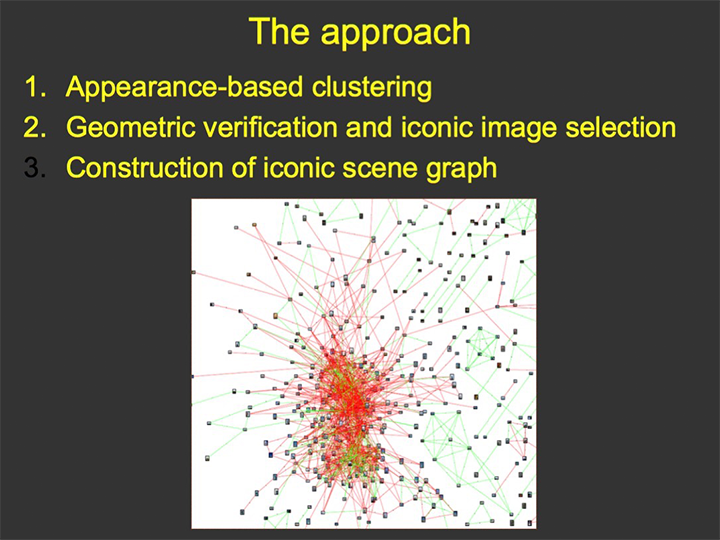 The approach
1. Appearance-based clustering
2. Geometric verification and iconic image selection
3. Construction of iconic scene graph